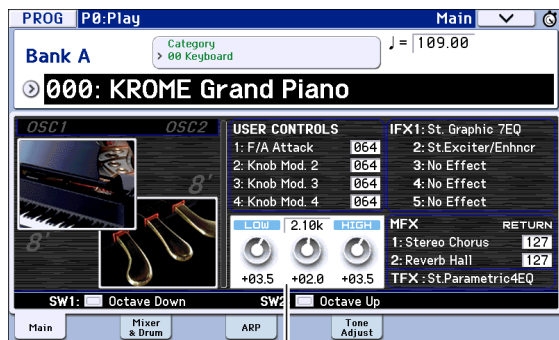 PROG P0:Play Main
Bank A
Category
00 Keyboard
♩= 109.00
000: KROME Grand Piano
OSC1 OSC2
8'
8'
USER CONTROLS
1: F/A Attack 064
2: Knob Mod. 2 064
3: Knob Mod. 3 064
4: Knob Mod. 4 064
LOW 2.10k HIGH
+03.5 +02.0 +03.5
IFX1: St. Graphic 7EQ
2: St.Exciter/Enhncr
3: No Effect
4: No Effect
5: No Effect
MFX RETURN
1: Stereo Chorus 127
2: Reverb Hall 127
TFX :St.Parametric4EQ
SW1: Octave Down SW2 Octave Up
Main
Mixer
& Drum
ARP
Tone
Adjust